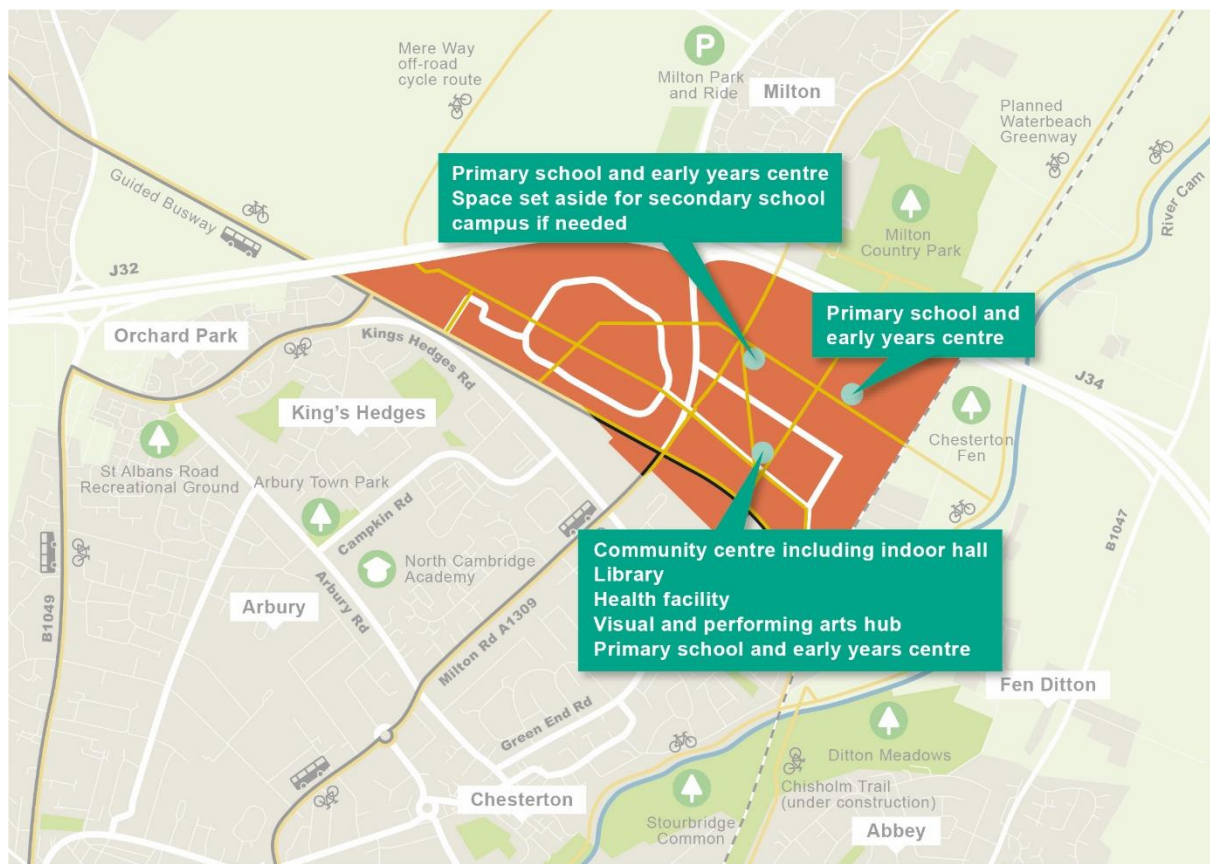 Mere Way
off-road
cycle route
P
Milton Park
and Ride
Milton
Planned
Waterbeach
Greenway
River Cam
Guided Busway
Primary school and early years centre
Space set aside for secondary school
campus if needed
Milton
Country Park
J32
Orchard Park
Kings Hedges Rd
Primary school and
early years centre
J34
King's Hedges
Chesterton
Fen
St Albans Road
Recreational Ground
Arbury Town Park
Campkin Rd
North Cambridge
Academy
B1049
Arbury
Arbury Rd
Milton Rd A1309
B1047
Community centre including indoor hall
Library
Health facility
Visual and performing arts hub
Primary school and early years centre
Fen Ditton
Green End Rd
Ditton Meadows
Chisholm Trail
(under construction)
Chesterton
Stourbridge
Common
Abbey